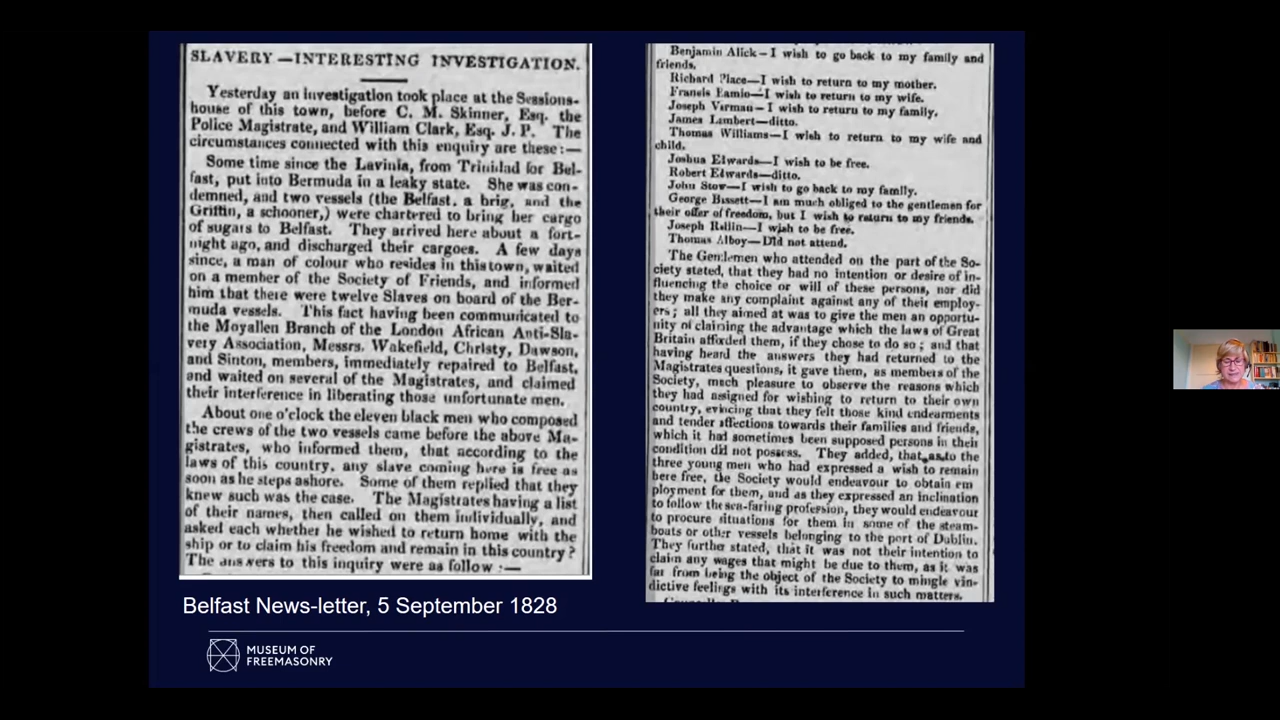 SLAVERY—INTERESTING INVESTIGATION.
Yesterday an investigation took place at the Sessions-
house of this town, before C. M. Skinner, Esq. the
Police Magistrate, and William Clark, Esq. J. P. The
circumstances connected with this enquiry are these:—
Some time since the Lavinia, from Trinidad for Bel-
fast, put into Bermuda in a leaky state. She was con-
demned, and two vessels (the Belfast, a brig, and the
Griffin, a schooner,) were chartered to bring her cargo
of sugars to Belfast. They arrived here about a fort-
night ago, and discharged their cargoes. A few days
since, a man of colour who resides in this town, waited
on a member of the Society of Friends, and informed
him that there were twelve Slaves on board of the Ber-
muda vessels. This fact having been communicated to
the Moyallen Branch of the London African Anti-Sla-
very Association, Messrs. Wakefield, Christy, Dawson,
and Sinton, members, immediately repaired to Belfast,
and waited on several of the Magistrates, and claimed
their interference in liberating those unfortunate men.
About one o'clock the eleven black men who composed
the crews of the two vessels came before the above Ma-
gistrates, who informed them, that according to the
laws of this country, any slave coming here is free as
soon as he steps ashore. Some of them replied that they
knew such was the case. The Magistrates having a list
of their names, then called on them individually, and
asked each whether he wished to return home with the
ship or to claim his freedom and remain in this country?
The answers to this inquiry were as follow:—
Benjamin Alick—I wish to go back to my family and
friends.
Richard Place—I wish to return to my mother.
Francis Lamio—I wish to return to my wife.
Joseph Varman—I wish to return to my family.
James Lambert—ditto.
Thomas Williams—I wish to return to my wife and
child.
Joshua Edwards—I wish to be free.
Robert Edwards—ditto.
John Stow—I wish to go back to my family.
George Bassett—I am much obliged to the gentlemen for
their offer of freedom, but I wish to return to my friends.
Joseph Rollin—I wish to be free.
Thomas Alboy—Did not attend.
The Gentlemen who attended on the part of the So-
ciety stated, that they had no intention or desire of in-
fluencing the choice or will of these persons, nor did
they make any complaint against any of their employ-
ers; all they aimed at was to give the men an opportu-
nity of claiming the advantage which the laws of Great
Britain afforded them, if they chose to do so; and that
having heard the answers they had returned to the
Magistrates questions, it gave them, as members of the
Society, much pleasure to observe the reasons which
they had assigned for wishing to return to their own
country, evincing that they felt those kind endearments
and tender affections towards their families and friends,
which it had sometimes been supposed persons in their
condition did not possess. They added, that as to the
three young men who had expressed a wish to remain
here free, the Society would endeavour to obtain em
ployment for them, and as they expressed an inclination
to follow the sea-faring profession, they would endeavour
to procure situations for them in some of the steam-
boats or other vessels belonging to the port of Dublin.
They further stated, that it was not their intention to
claim any wages that might be due to them, as it was
far from being the object of the Society to mingle vin-
dictive feelings with its interference in such matters.
Belfast News-letter, 5 September 1828
MUSEUM OF
FREEMASONRY